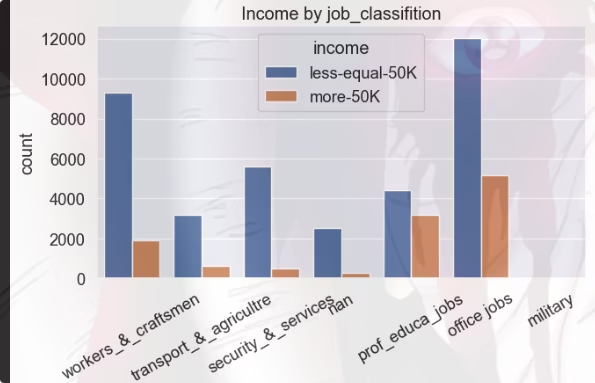 Income by job_classifition
income
less-equal-50K
more-50K
count
12000
10000
8000
6000
4000
2000
0
workers_&_craftsmen
transport_&_agricultre
security_&_services
nan
prof_educa_jobs
office jobs
military